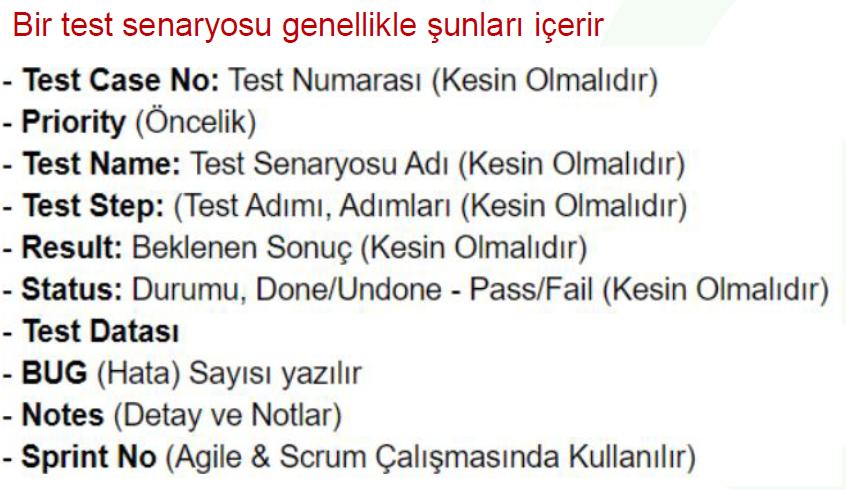 Bir test senaryosu genellikle şunları içerir
- Test Case No: Test Numarası (Kesin Olmalıdır)
- Priority (Öncelik)
- Test Name: Test Senaryosu Adı (Kesin Olmalıdır)
- Test Step: (Test Adımı, Adımları (Kesin Olmalıdır)
- Result: Beklenen Sonuç (Kesin Olmalıdır)
- Status: Durumu, Done/Undone - Pass/Fail (Kesin Olmalıdır)
- Test Datası
- BUG (Hata) Sayısı yazılır
- Notes (Detay ve Notlar)
- Sprint No (Agile & Scrum Çalışmasında Kullanılır)